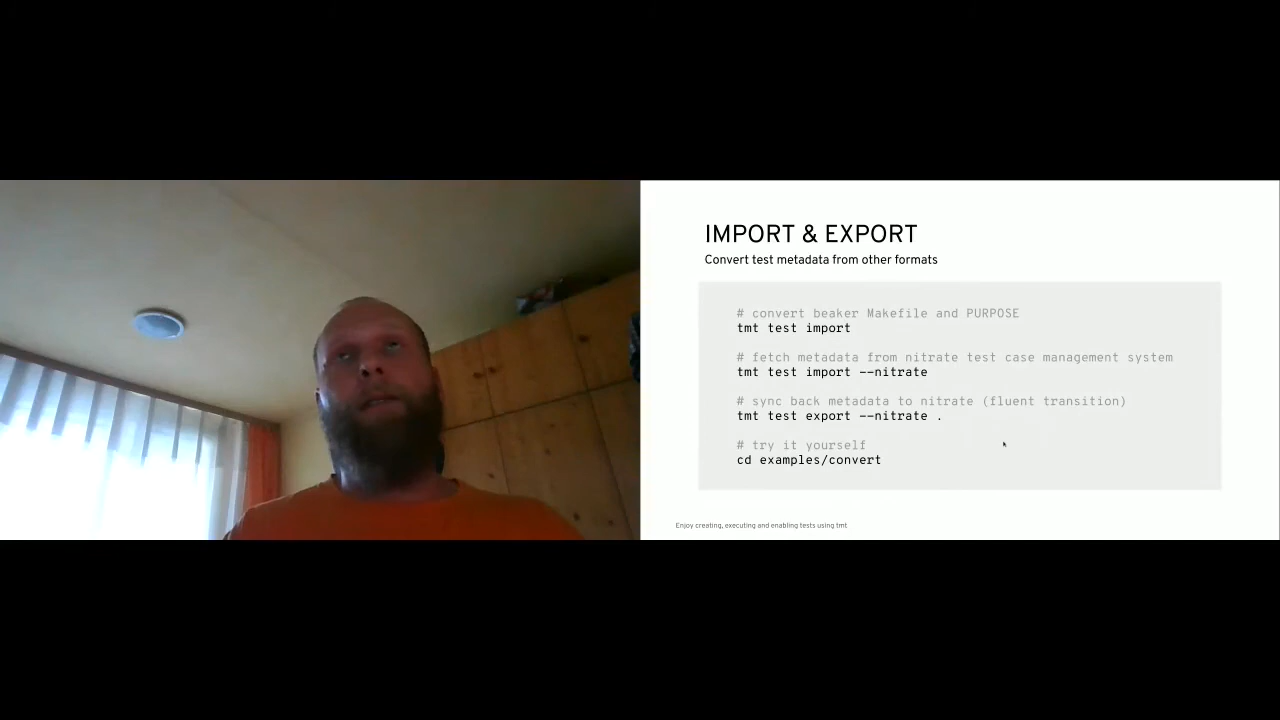 IMPORT & EXPORT
Convert test metadata from other formats
# convert beaker Makefile and PURPOSE
tmt test import
# fetch metadata from nitrate test case management system
tmt test import --nitrate
# sync back metadata to nitrate (fluent transition)
tmt test export --nitrate .
# try it yourself
cd examples/convert
Enjoy creating, executing and enabling tests using tmt